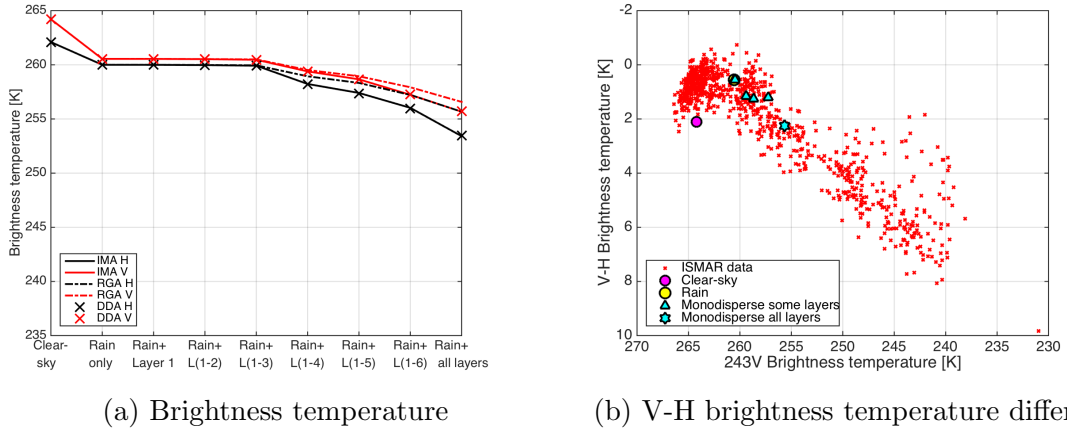 265
260
255
250
245
240
235
Brightness temperature [K]
IMA H
IMA V
RGA H
RGA V
DDA H
DDA V
Clear- Rain Rain+ Rain+ Rain+ Rain+ Rain+ Rain+ Rain+
sky only Layer 1 L(1-2) L(1-3) L(1-4) L(1-5) L(1-6) all layers
(a) Brightness temperature
-2
0
2
4
6
8
10
V-H Brightness temperature [K]
ISMAR data
Clear-sky
Rain
Monodisperse some layers
Monodisperse all layers
270 265 260 255 250 245 240 235 230
243V Brightness temperature [K]
(b) V-H brightness temperature differ